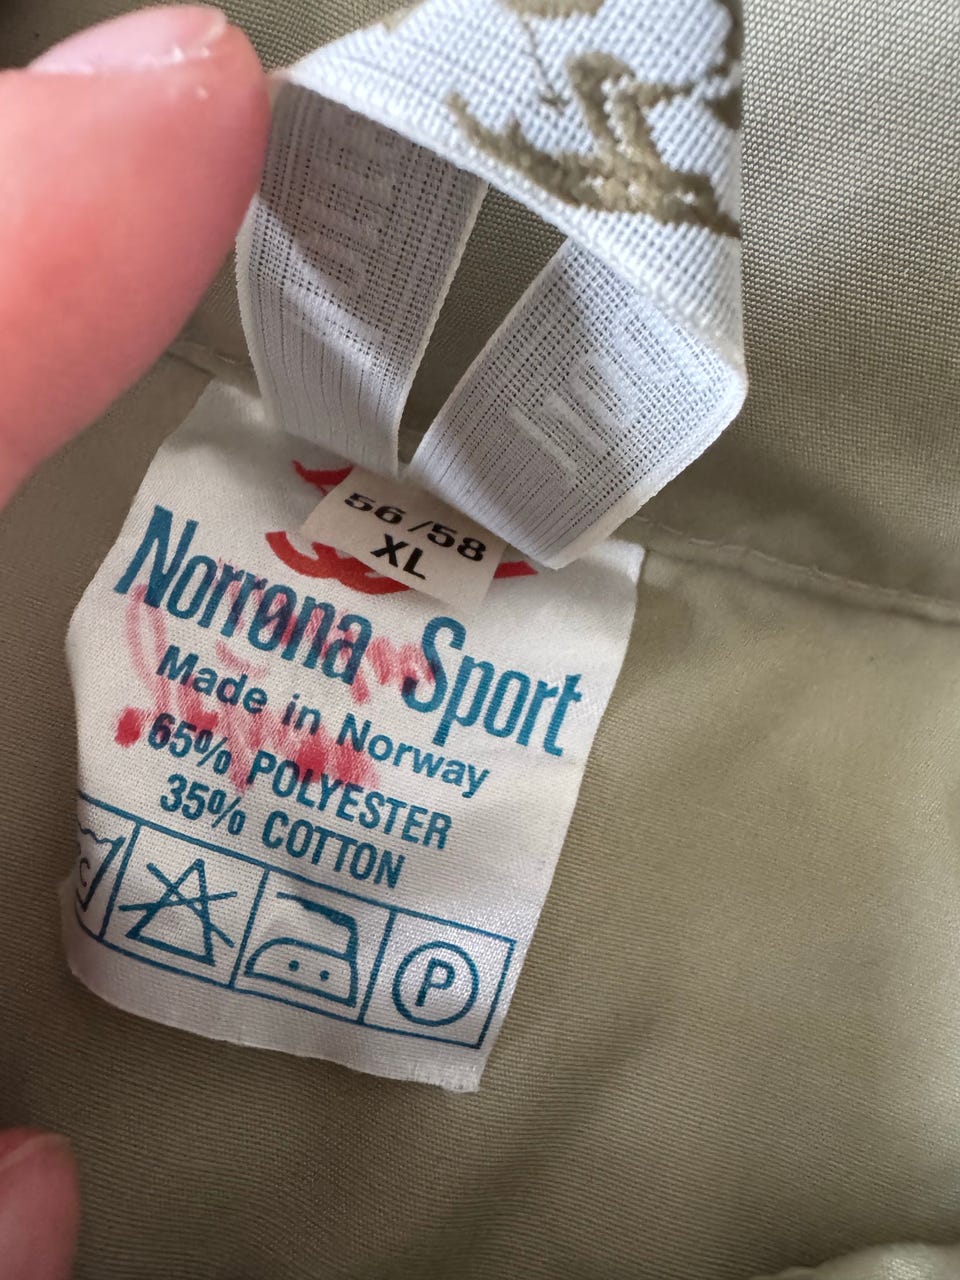 56/58
XL
Norrøna Sport
Made in Norway
65% POLYESTER
35% COTTON
C
P